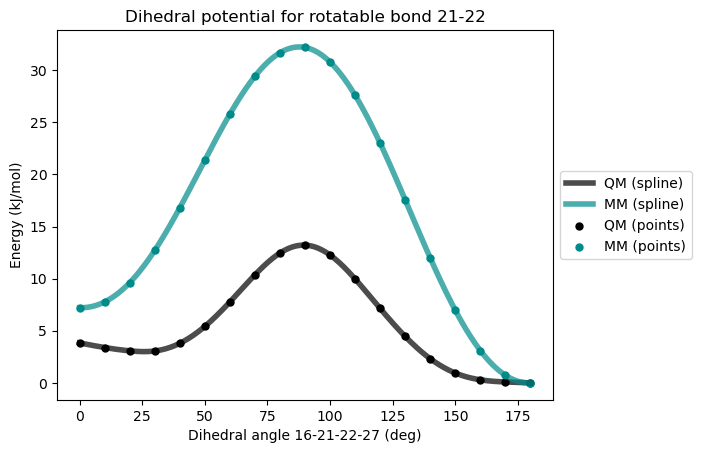 Dihedral potential for rotatable bond 21-22
Energy (kJ/mol)
30
25
20
15
10
5
0
0
25
50
75
100
125
150
175
Dihedral angle 16-21-22-27 (deg)
QM (spline)
MM (spline)
QM (points)
MM (points)